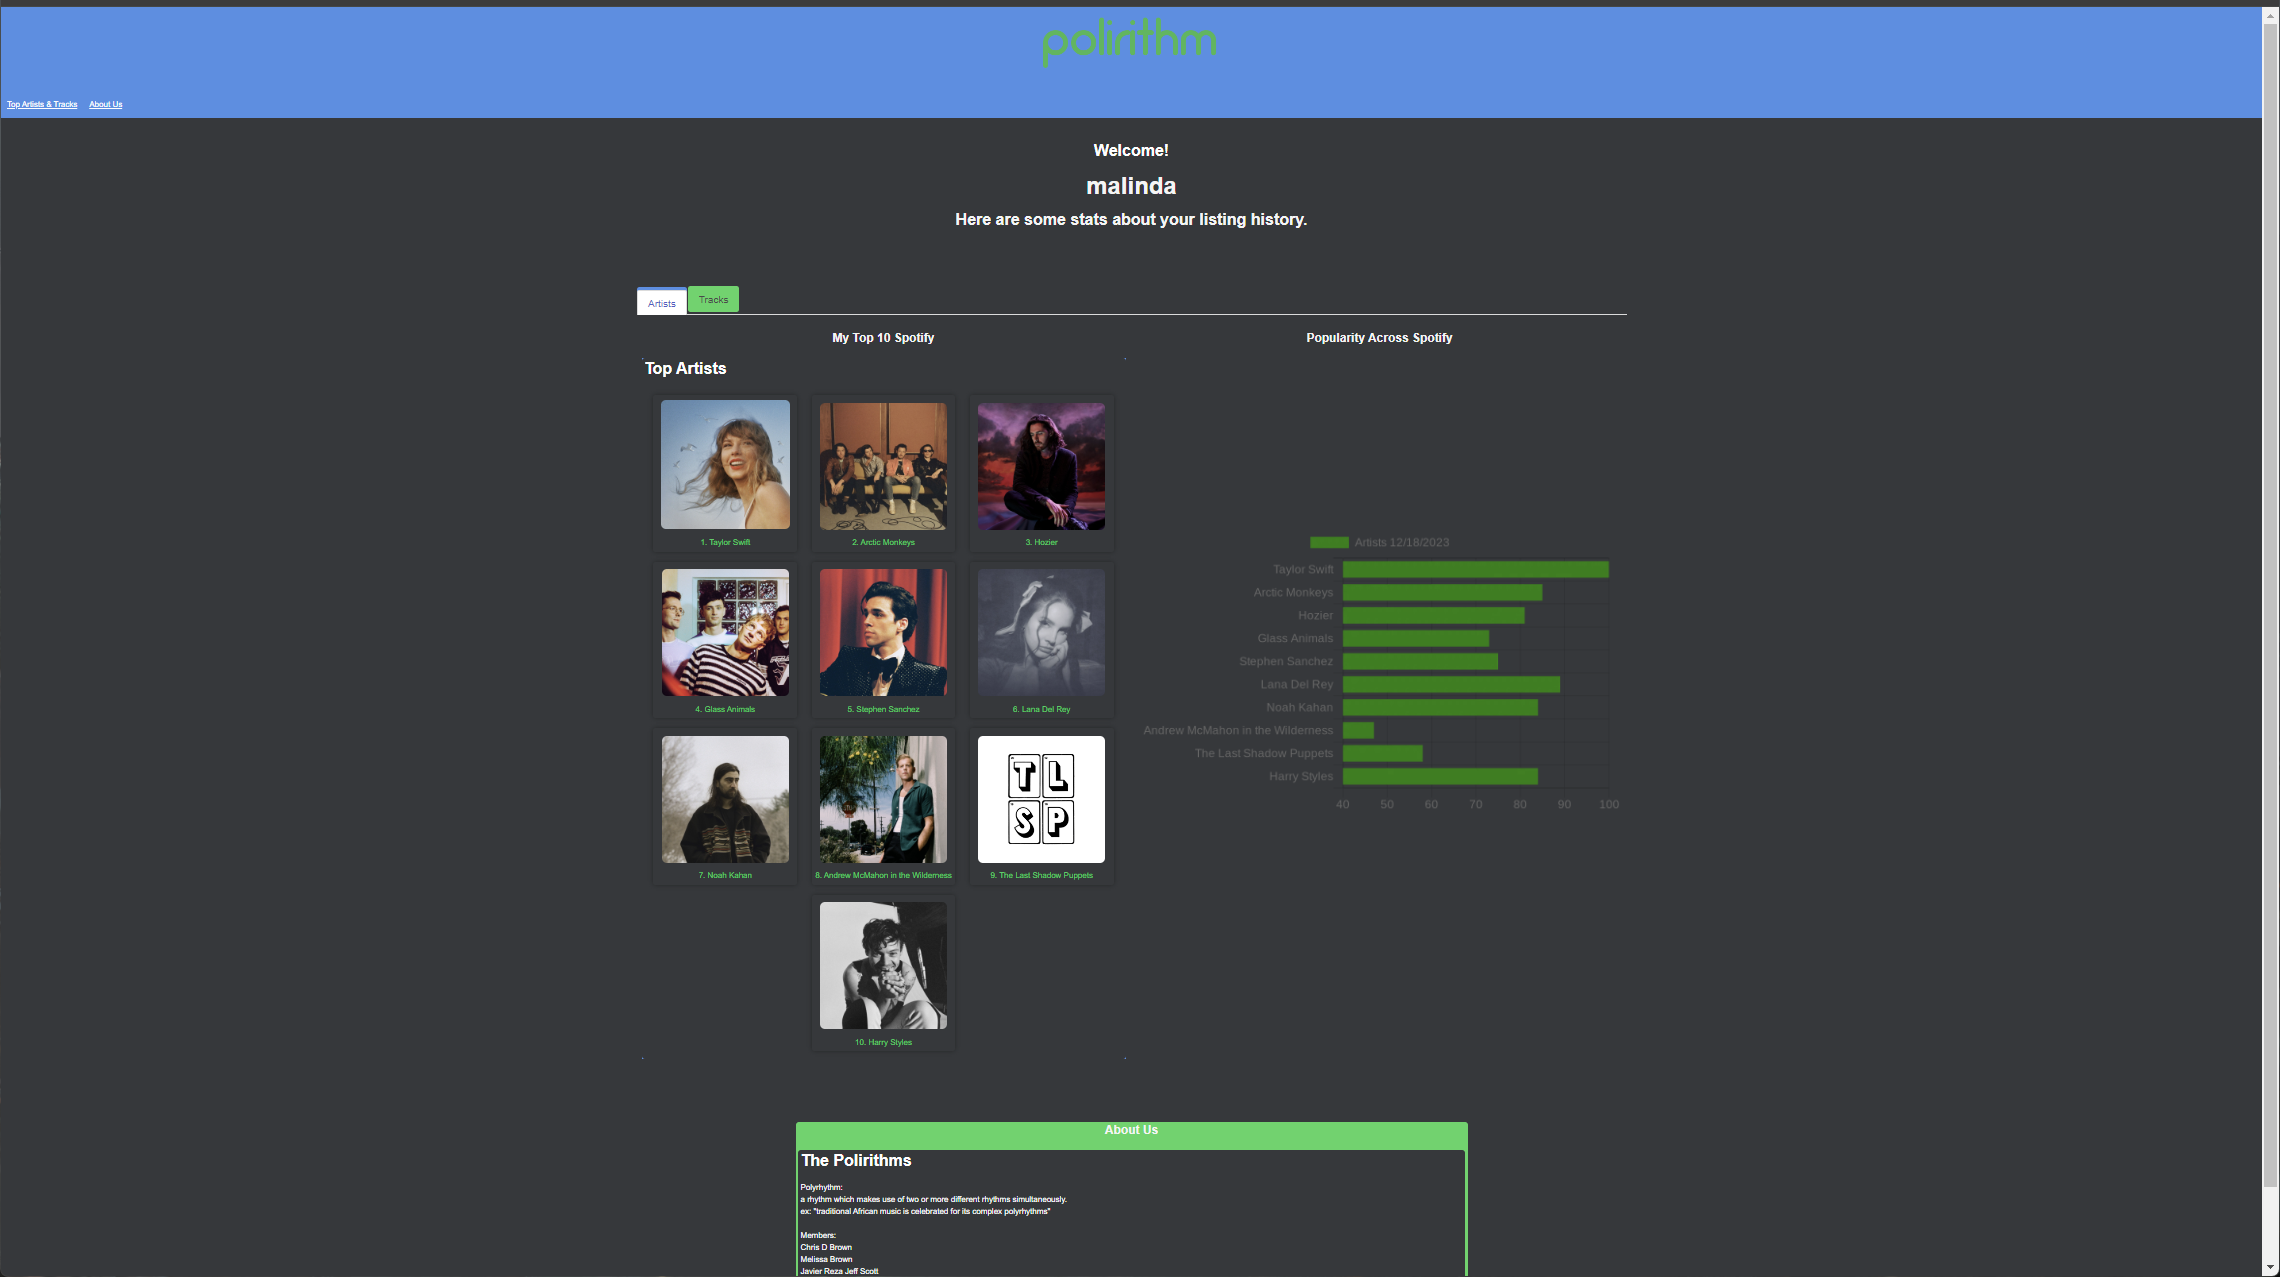 polirithm
Top Artists & Tracks About Us
Welcome!
malinda
Here are some stats about your listing history.
Artists Tracks
My Top 10 Spotify
Top Artists
1. Taylor Swift 2. Arctic Monkeys 3. Hozier
4. Glass Animals 5. Stephen Sanchez 6. Lana Del Rey
7. Noah Kahan 8. Andrew McMahon in the Wilderness 9. The Last Shadow Puppets
T L
S P
10. Harry Styles
Popularity Across Spotify
Artists 12/18/2023
Taylor Swift
Arctic Monkeys
Hozier
Glass Animals
Stephen Sanchez
Lana Del Rey
Noah Kahan
Andrew McMahon in the Wilderness
The Last Shadow Puppets
Harry Styles
40 50 60 70 80 90 100
About Us
The Polirithms
Polyrhythm:
a rhythm which makes use of two or more different rhythms simultaneously.
ex: "traditional African music is celebrated for its complex polyrhythms"
Members:
Chris D Brown
Melissa Brown
Javier Reza Jeff Scott